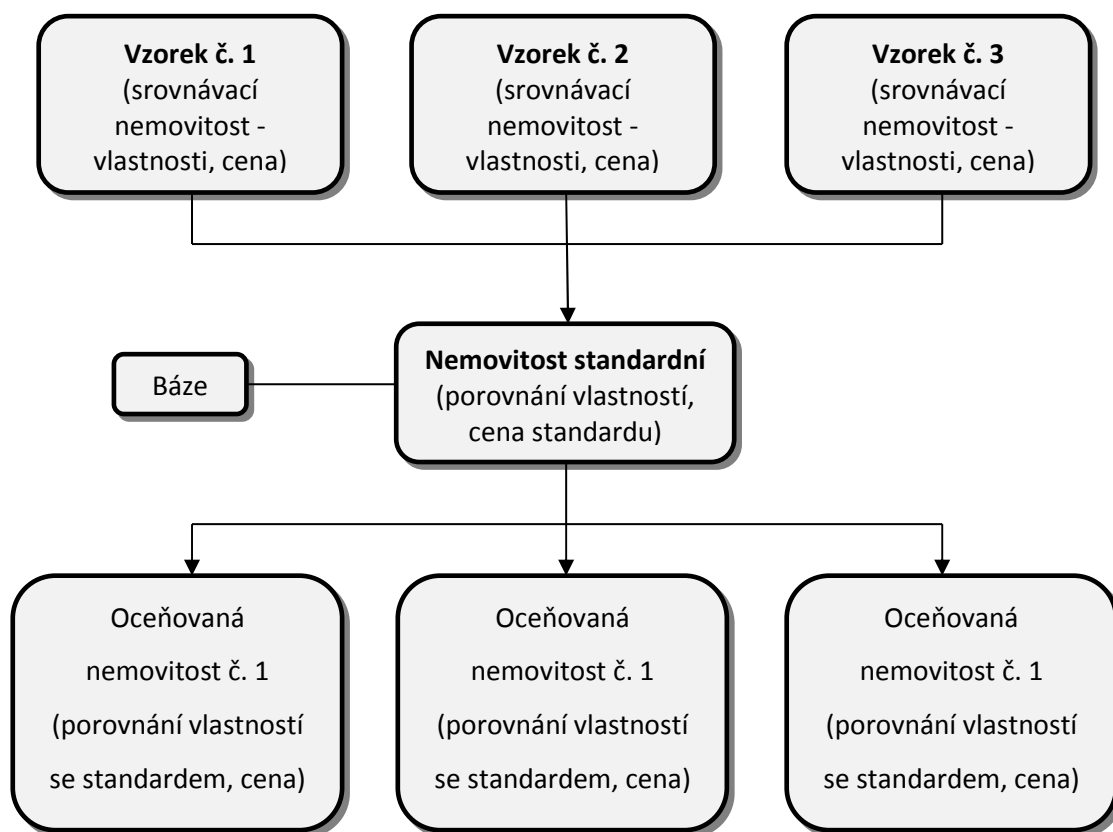 Vzorek č. 1
(srovnávací
nemovitost -
vlastnosti, cena)
Vzorek č. 2
(srovnávací
nemovitost -
vlastnosti, cena)
Vzorek č. 3
(srovnávací
nemovitost -
vlastnosti, cena)
Báze
Nemovitost standardní
(porovnání vlastností,
cena standardu)
Oceňovaná
nemovitost č. 1
(porovnání vlastností
se standardem, cena)
Oceňovaná
nemovitost č. 1
(porovnání vlastností
se standardem, cena)
Oceňovaná
nemovitost č. 1
(porovnání vlastností
se standardem, cena)